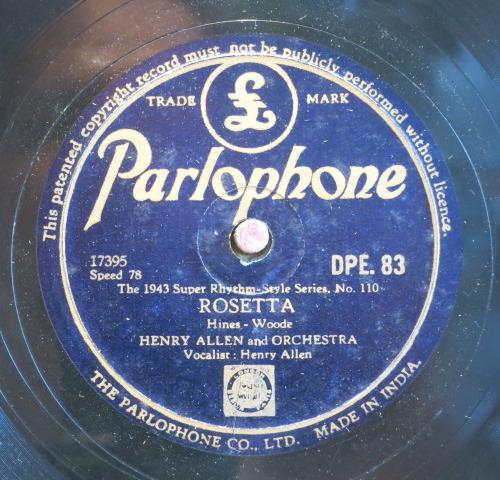 This patented copyright record must not be publicly performed without licence.
TRADE MARK
£
Parlophone
17395
Speed 78
DPE. 83
The 1943 Super Rhythm-Style Series, No. 110
ROSETTA
Hines - Woode
HENRY ALLEN and ORCHESTRA
Vocalist : Henry Allen
LONDON
THE PARLOPHONE CO., LTD. MADE IN INDIA.